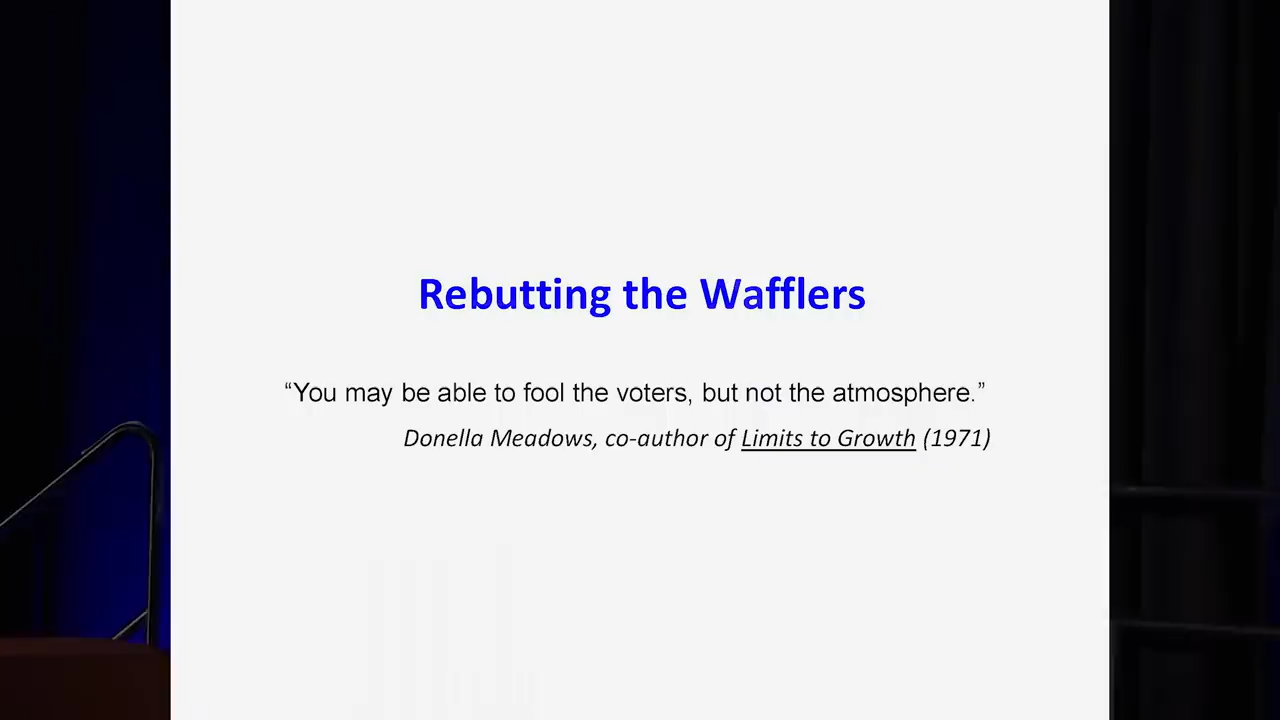 Rebutting the Wafflers
“You may be able to fool the voters, but not the atmosphere.”
Donella Meadows, co-author of Limits to Growth (1971)